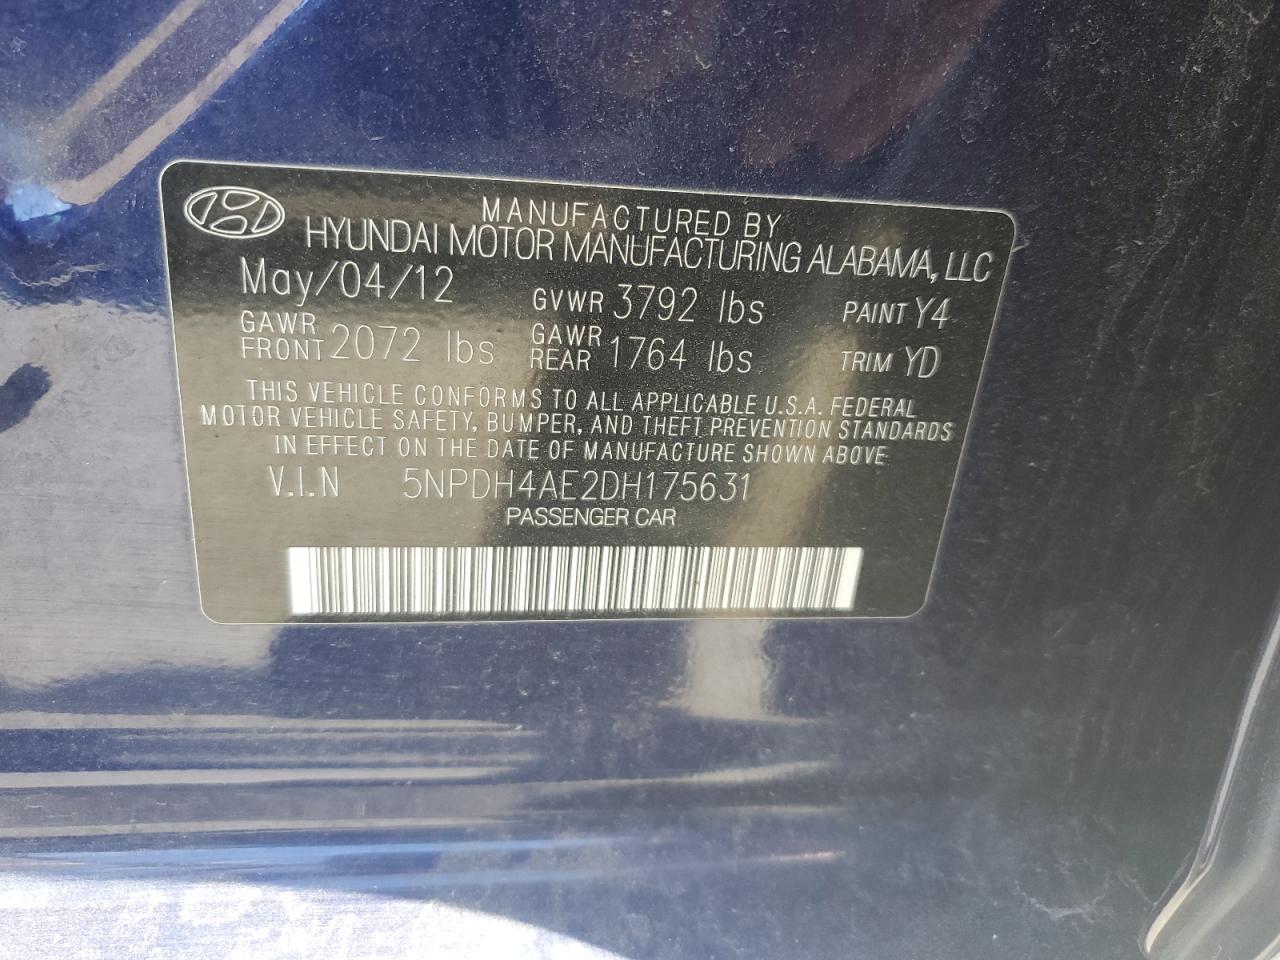 MANUFACTURED BY
HYUNDAI MOTOR MANUFACTURING ALABAMA, LLC
May/04/12 GVWR 3792 lbs PAINT Y4
GAWR FRONT 2072 lbs GAWR REAR 1764 lbs TRIM YD
THIS VEHICLE CONFORMS TO ALL APPLICABLE U.S.A. FEDERAL
MOTOR VEHICLE SAFETY, BUMPER, AND THEFT PREVENTION STANDARDS
IN EFFECT ON THE DATE OF MANUFACTURE SHOWN ABOVE
V.I.N 5NPDH4AE2DH175631
PASSENGER CAR